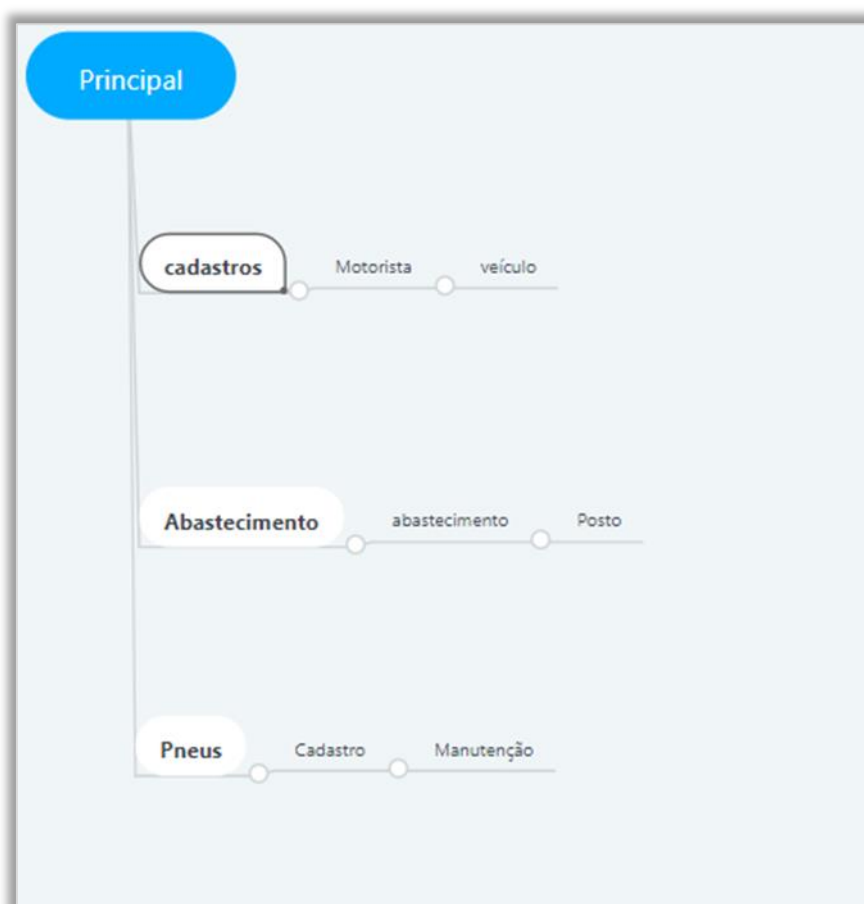 Principal
cadastros Motorista veículo
Abastecimento abastecimento Posto
Pneus Cadastro Manutenção